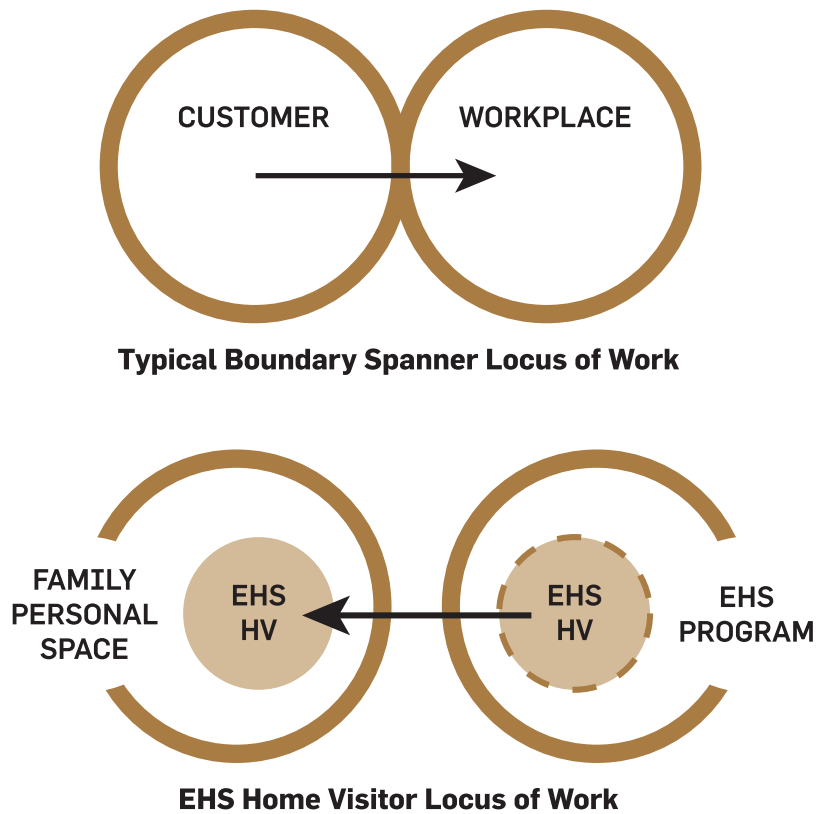 CUSTOMER
WORKPLACE
Typical Boundary Spanner Locus of Work
FAMILY
PERSONAL
SPACE
EHS
HV
EHS
HV
EHS
PROGRAM
EHS Home Visitor Locus of Work